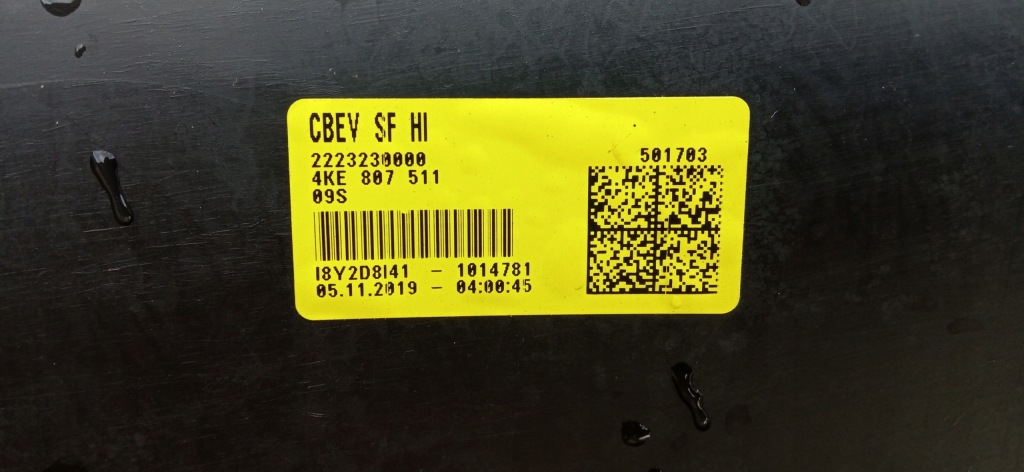 CBEV SF HI
2223230000
4KE 807 511
09S
501703
I8Y2D8I41 - 1014781
05.11.2019 - 04:00:45